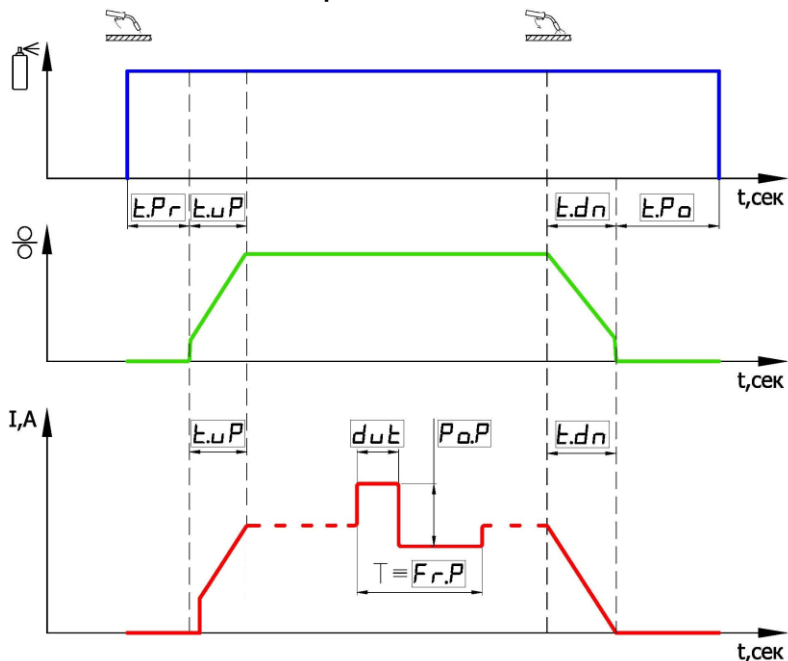 t.Pr t.uP t.dn t.Po
t,сек
t.uP dut Po.P t.dn
t,сек
I,A
T ≡ Fr.P
t,сек